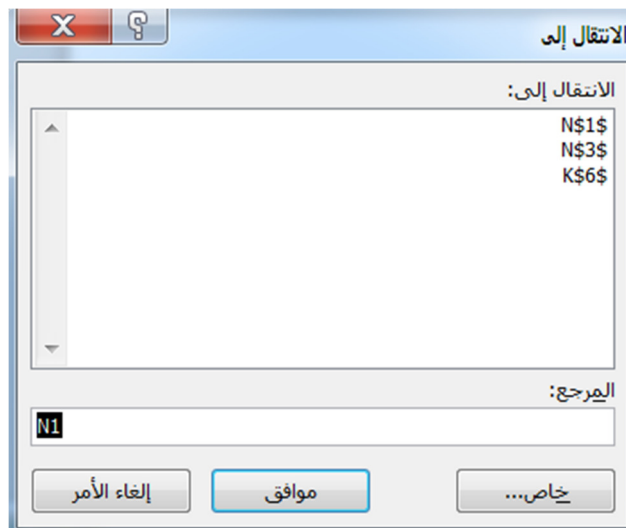 الانتقال إلى
الانتقال إلى:
N$1$
N$3$
K$6$
المرجع:
N1
خاص...
موافق
إلغاء الأمر